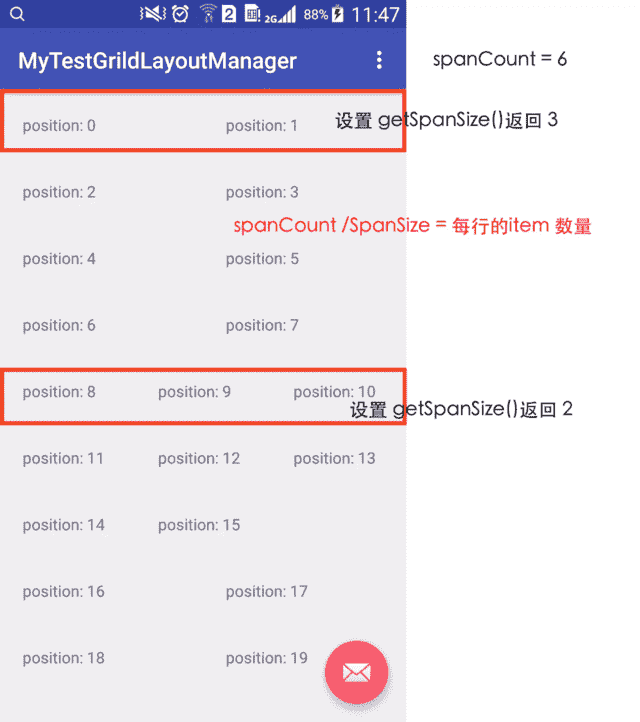 2 2G 88% 11:47
MyTestGrildLayoutManager
spanCount = 6
position: 0 position: 1
设置 getSpanSize()返回 3
position: 2 position: 3
spanCount /SpanSize = 每行的item 数量
position: 4 position: 5
position: 6 position: 7
position: 8 position: 9 position: 10
设置 getSpanSize()返回 2
position: 11 position: 12 position: 13
position: 14 position: 15
position: 16 position: 17
position: 18 position: 19